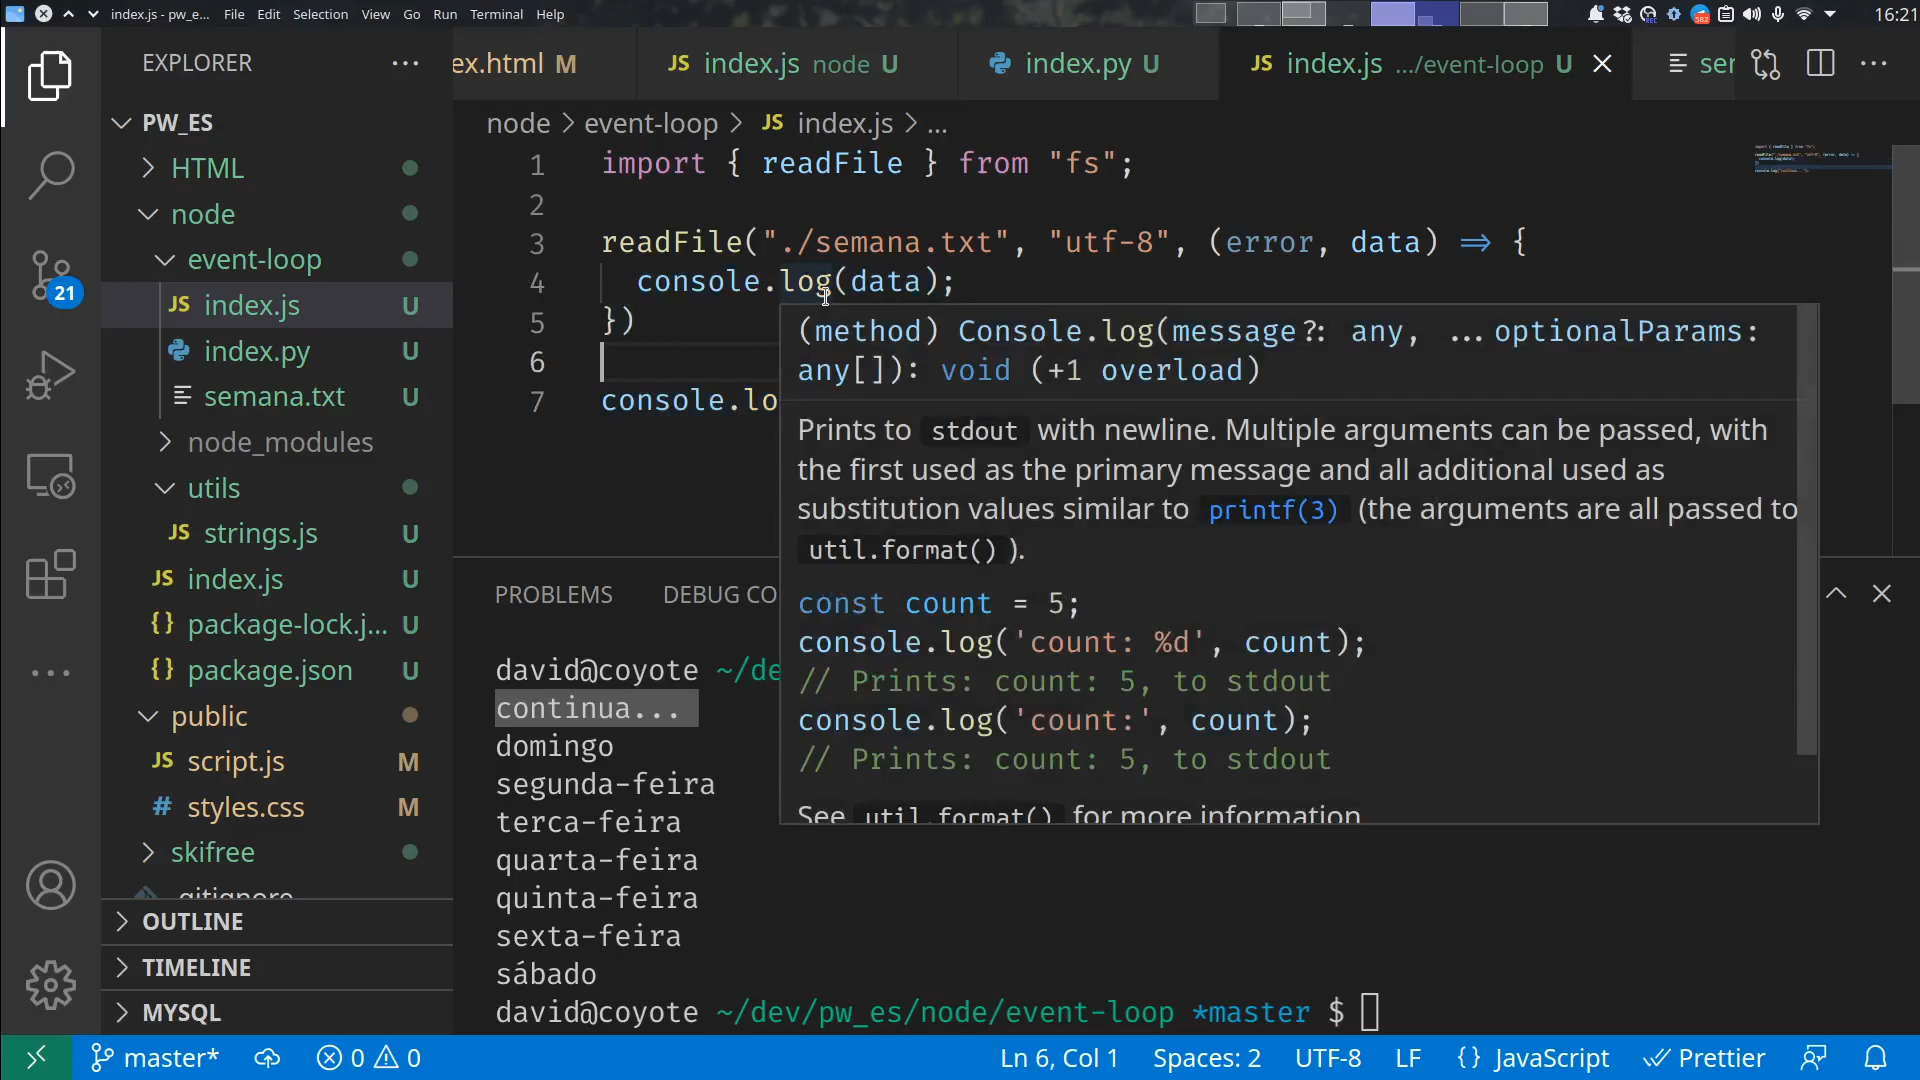 index.js - pw_e... File Edit Selection View Go Run Terminal Help 16:21
EXPLORER
ex.html M
JS index.js node U
index.py U
JS index.js .../event-loop U
ser
PW_ES
HTML
node
event-loop
JS index.js U
index.py U
semana.txt U
node_modules
utils
JS strings.js U
JS index.js U
{} package-lock.j... U
{} package.json U
public
JS script.js M
# styles.css M
skifree
.gitignore
OUTLINE
TIMELINE
MYSQL
21
node > event-loop > JS index.js > ...
1 import { readFile } from "fs";
2
3 readFile("./semana.txt", "utf-8", (error, data) => {
4 console.log(data);
5 })
6
7 console.lo
(method) Console.log(message?: any, ...optionalParams:
any[]): void (+1 overload)
Prints to stdout with newline. Multiple arguments can be passed, with
the first used as the primary message and all additional used as
substitution values similar to printf(3) (the arguments are all passed to
util.format() ).
const count = 5;
console.log('count: %d', count);
// Prints: count: 5, to stdout
console.log('count:', count);
// Prints: count: 5, to stdout
See util.format() for more information
PROBLEMS DEBUG CO
david@coyote ~/de
continua...
domingo
segunda-feira
terca-feira
quarta-feira
quinta-feira
sexta-feira
sábado
david@coyote ~/dev/pw_es/node/event-loop *master $
master* 0 0 Ln 6, Col 1 Spaces: 2 UTF-8 LF {} JavaScript Prettier